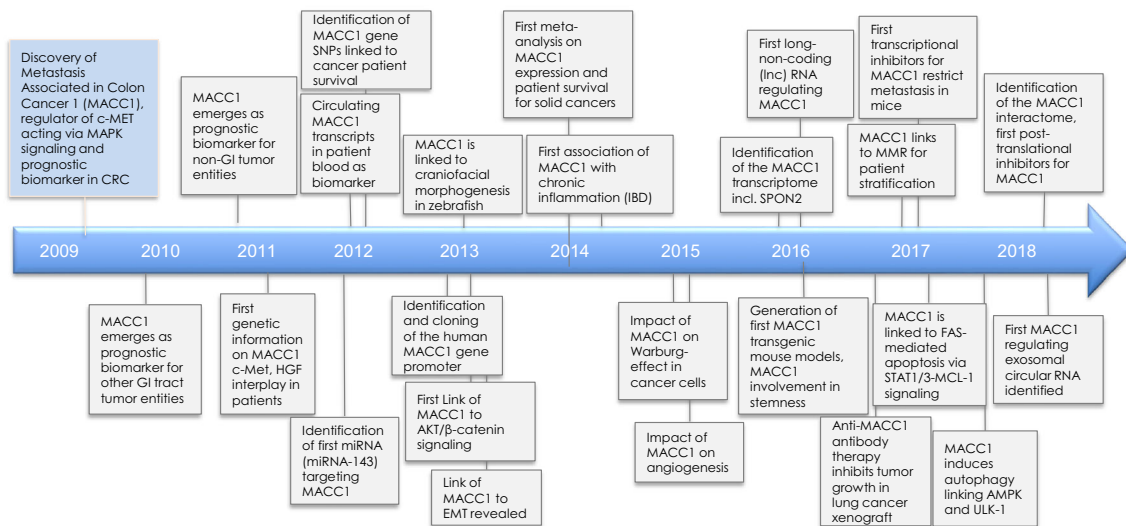 Discovery of
Metastasis
Associated in Colon
Cancer 1 (MACC1),
regulator of c-MET
acting via MAPK
signaling and
prognostic
biomarker in CRC
MACC1
emerges as
prognostic
biomarker for
non-GI tumor
entities
Identification of
MACC1 gene
SNPs linked to
cancer patient
survival
Circulating
MACC1
transcripts in
patient blood as
biomarker
MACC1 is
linked to
craniofacial
morphogenesis
in zebrafish
First meta-
analysis on
MACC1
expression and
patient survival
for solid cancers
First association of
MACC1 with
chronic
inflammation (IBD)
First long-
non-coding
(lnc) RNA
regulating
MACC1
Identification
of the MACC1
transcriptome
incl. SPON2
First
transcriptional
inhibitors for
MACC1 restrict
metastasis in
mice
MACC1 links
to MMR for
patient
stratification
Identification
of the MACC1
interactome,
first post-
translational
inhibitors for
MACC1
2009
2010
2011
2012
2013
2014
2015
2016
2017
2018
MACC1
emerges as
prognostic
biomarker for
other GI tract
tumor entities
First
genetic
information
on MACC1
c-Met, HGF
interplay in
patients
Identification
of first miRNA
(miRNA-143)
targeting
MACC1
Identification
and cloning
of the human
MACC1 gene
promoter
First Link of
MACC1 to
AKT/β-catenin
signaling
Link of
MACC1 to
EMT revealed
Impact of
MACC1 on
Warburg-
effect in
cancer cells
Impact of
MACC1 on
angiogenesis
Generation of
first MACC1
transgenic
mouse models,
MACC1
involvement in
stemness
Anti-MACC1
antibody
therapy
inhibits tumor
growth in
lung cancer
xenograft
MACC1 is
linked to FAS-
mediated
apoptosis via
STAT1/3-MCL-1
signaling
MACC1
induces
autophagy
linking AMPK
and ULK-1
First MACC1
regulating
exosomal
circular RNA
identified